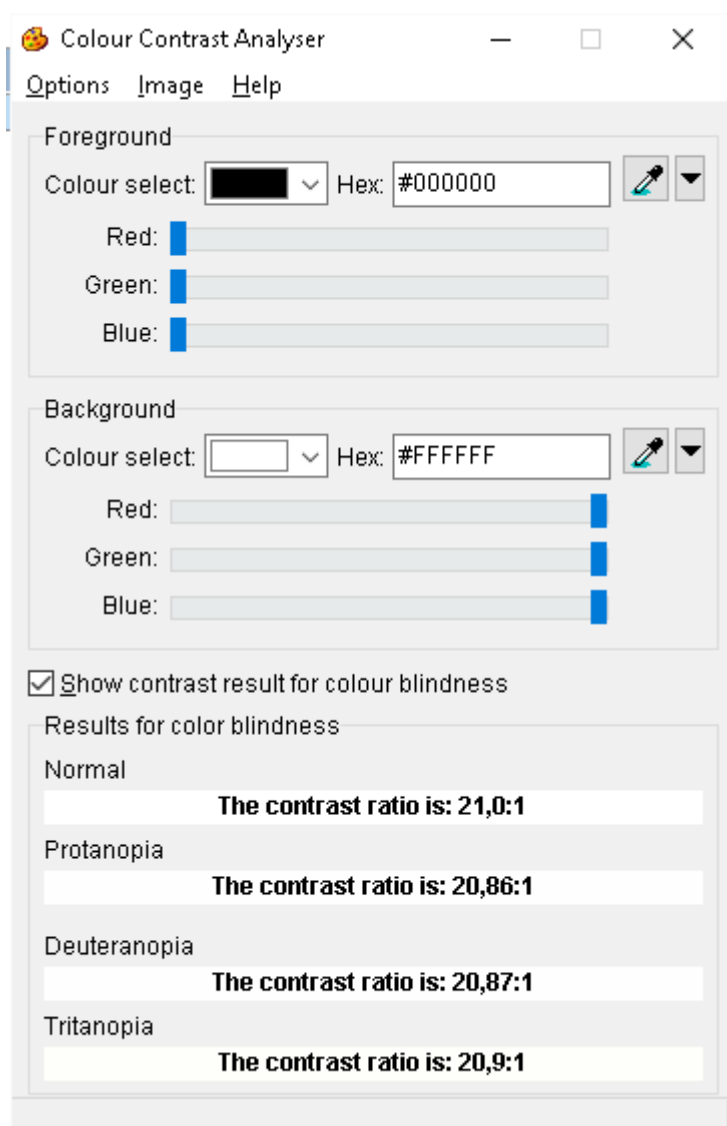 Colour Contrast Analyser
Options Image Help
Foreground
Colour select: Hex: #000000
Red:
Green:
Blue:
Background
Colour select: Hex: #FFFFFF
Red:
Green:
Blue:
Show contrast result for colour blindness
Results for color blindness
Normal
The contrast ratio is: 21,0:1
Protanopia
The contrast ratio is: 20,86:1
Deuteranopia
The contrast ratio is: 20,87:1
Tritanopia
The contrast ratio is: 20,9:1